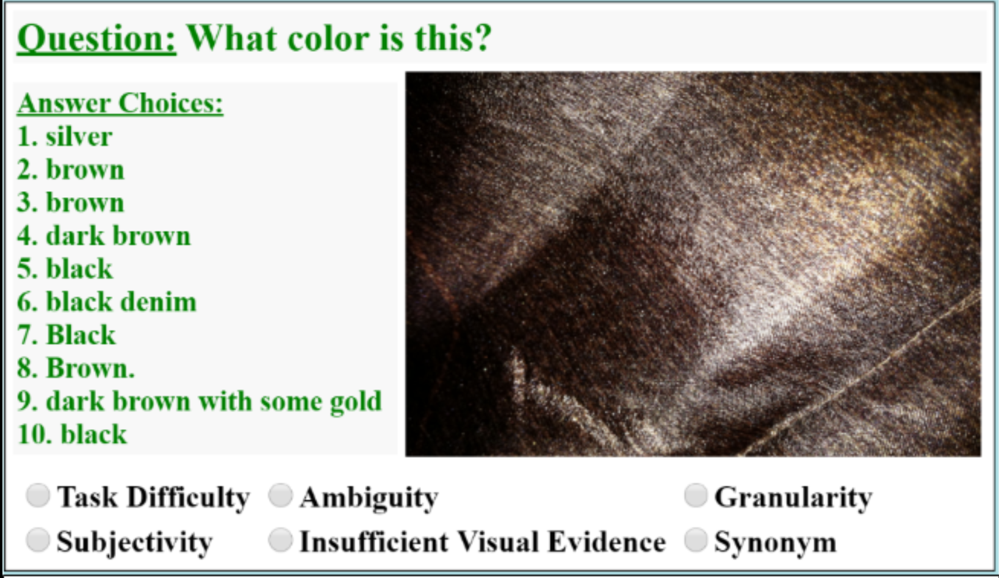 Question: What color is this?
Answer Choices:
1. silver
2. brown
3. brown
4. dark brown
5. black
6. black denim
7. Black
8. Brown.
9. dark brown with some gold
10. black
Task Difficulty Ambiguity Granularity
Subjectivity Insufficient Visual Evidence Synonym